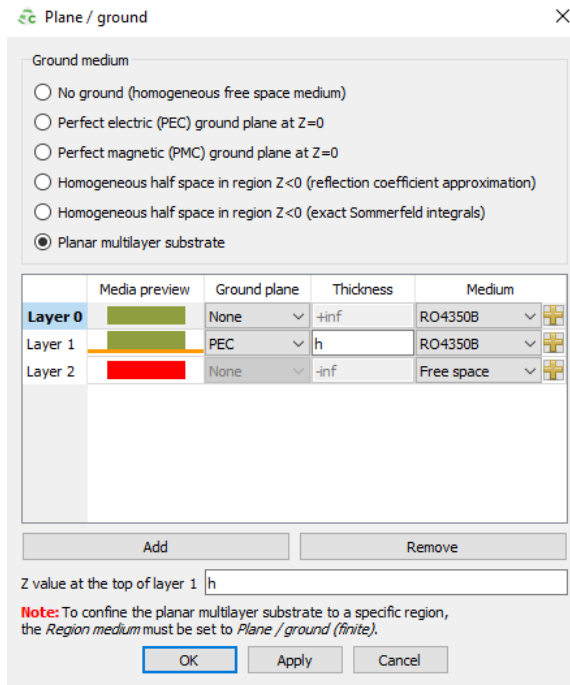 Plane / ground
Ground medium
No ground (homogeneous free space medium)
Perfect electric (PEC) ground plane at Z=0
Perfect magnetic (PMC) ground plane at Z=0
Homogeneous half space in region Z<0 (reflection coefficient approximation)
Homogeneous half space in region Z<0 (exact Sommerfeld integrals)
Planar multilayer substrate
Media preview Ground plane Thickness Medium
Layer 0 None +inf RO4350B
Layer 1 PEC h RO4350B
Layer 2 None -inf Free space
Add Remove
Z value at the top of layer 1 h
Note: To confine the planar multilayer substrate to a specific region,
the Region medium must be set to Plane / ground (finite).
OK Apply Cancel